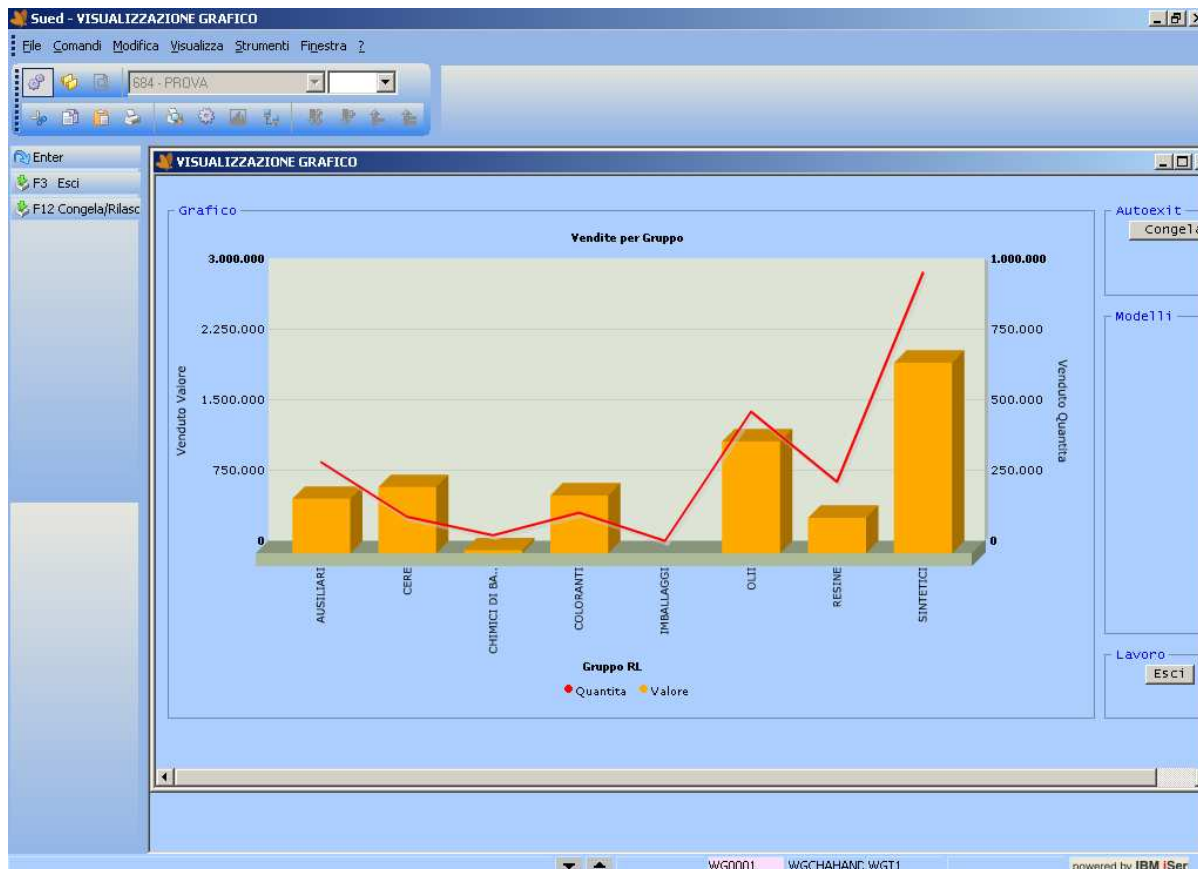 Sued - VISUALIZZAZIONE GRAFICO
File Comandi Modifica Visualizza Strumenti Finestra ?
684 - PROVA
Enter
F3 Esci
F12 Congela/Rilasc
VISUALIZZAZIONE GRAFICO
Grafico
Autoexit
Congela
Modelli
Lavoro
Esci
Vendite per Gruppo
3.000.000
2.250.000
1.500.000
750.000
0
Venduto Valore
1.000.000
750.000
500.000
250.000
0
Venduto Quantita
AUSILIARI
CERE
CHIMICI DI BA..
COLORANTI
IMBALLAGGI
OLII
RESINE
SINTETICI
Gruppo RL
Quantita Valore
WG0001 WGCHAHAND WGT1
powered by IBM iSer